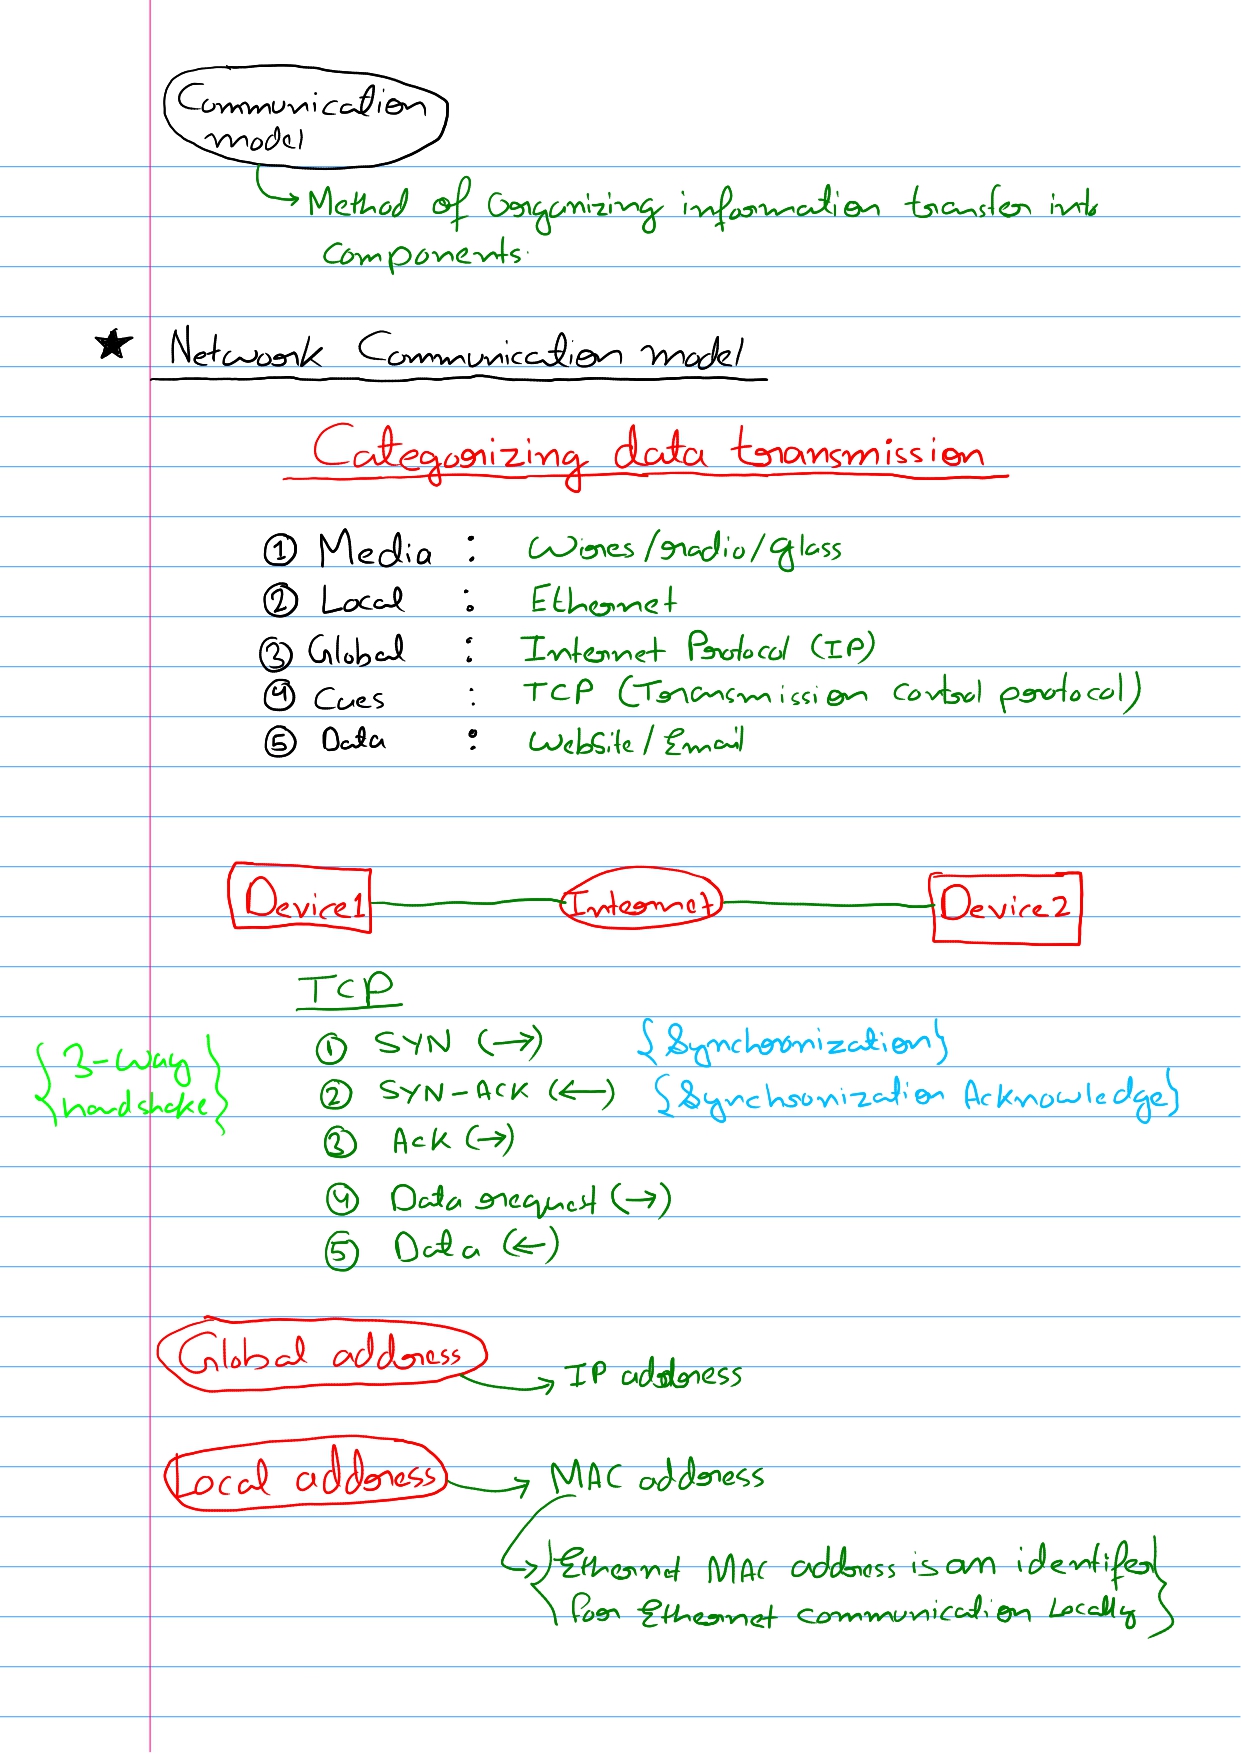 Communication
model
→ Method of organizing information transfer into
components.
★ Network Communication model
Categorizing data transmission
① Media : Wires/radio/glass
② Local : Ethernet
③ Global : Internet Protocol (IP)
④ Cues : TCP (Transmission control protocol)
⑤ Data : Website/Email
Device1 Internet Device2
TCP
{3-way
handshake}
① SYN (→) {Synchronization}
② SYN-ACK (←) {Synchronization Acknowledge}
③ Ack (→)
④ Data request (→)
⑤ Data (←)
Global address → IP address
Local address → MAC address
→ {Ethernet MAC address is an identifer
for Ethernet communication Locally}